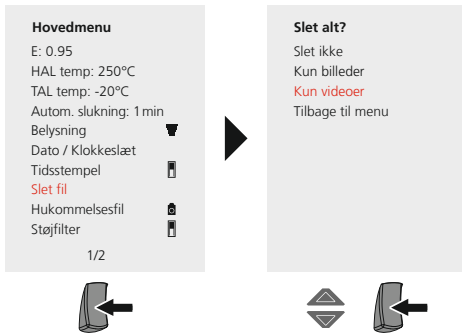 Hovedmenu
E: 0.95
HAL temp: 250°C
TAL temp: -20°C
Autom. slukning: 1 min
Belysning
Dato / Klokkeslæt
Tidsstempel
Slet fil
Hukommelsesfil
Støjfilter
1/2
Slet alt?
Slet ikke
Kun billeder
Kun videoer
Tilbage til menu